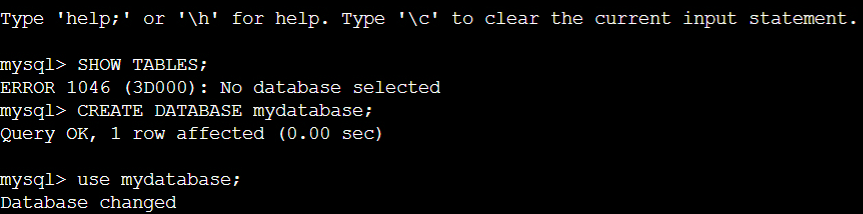 Type 'help;' or '\h' for help. Type '\c' to clear the current input statement.
mysql> SHOW TABLES;
ERROR 1046 (3D000): No database selected
mysql> CREATE DATABASE mydatabase;
Query OK, 1 row affected (0.00 sec)
mysql> use mydatabase;
Database changed